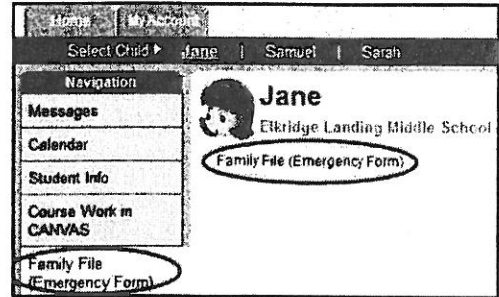 Home My Account
Select Child Jane | Samuel | Sarah
Navigation
Messages
Calendar
Student Info
Course Work in
CANVAS
Family File
(Emergency Form)
Jane
Elkridge Landing Middle School
Family File (Emergency Form)